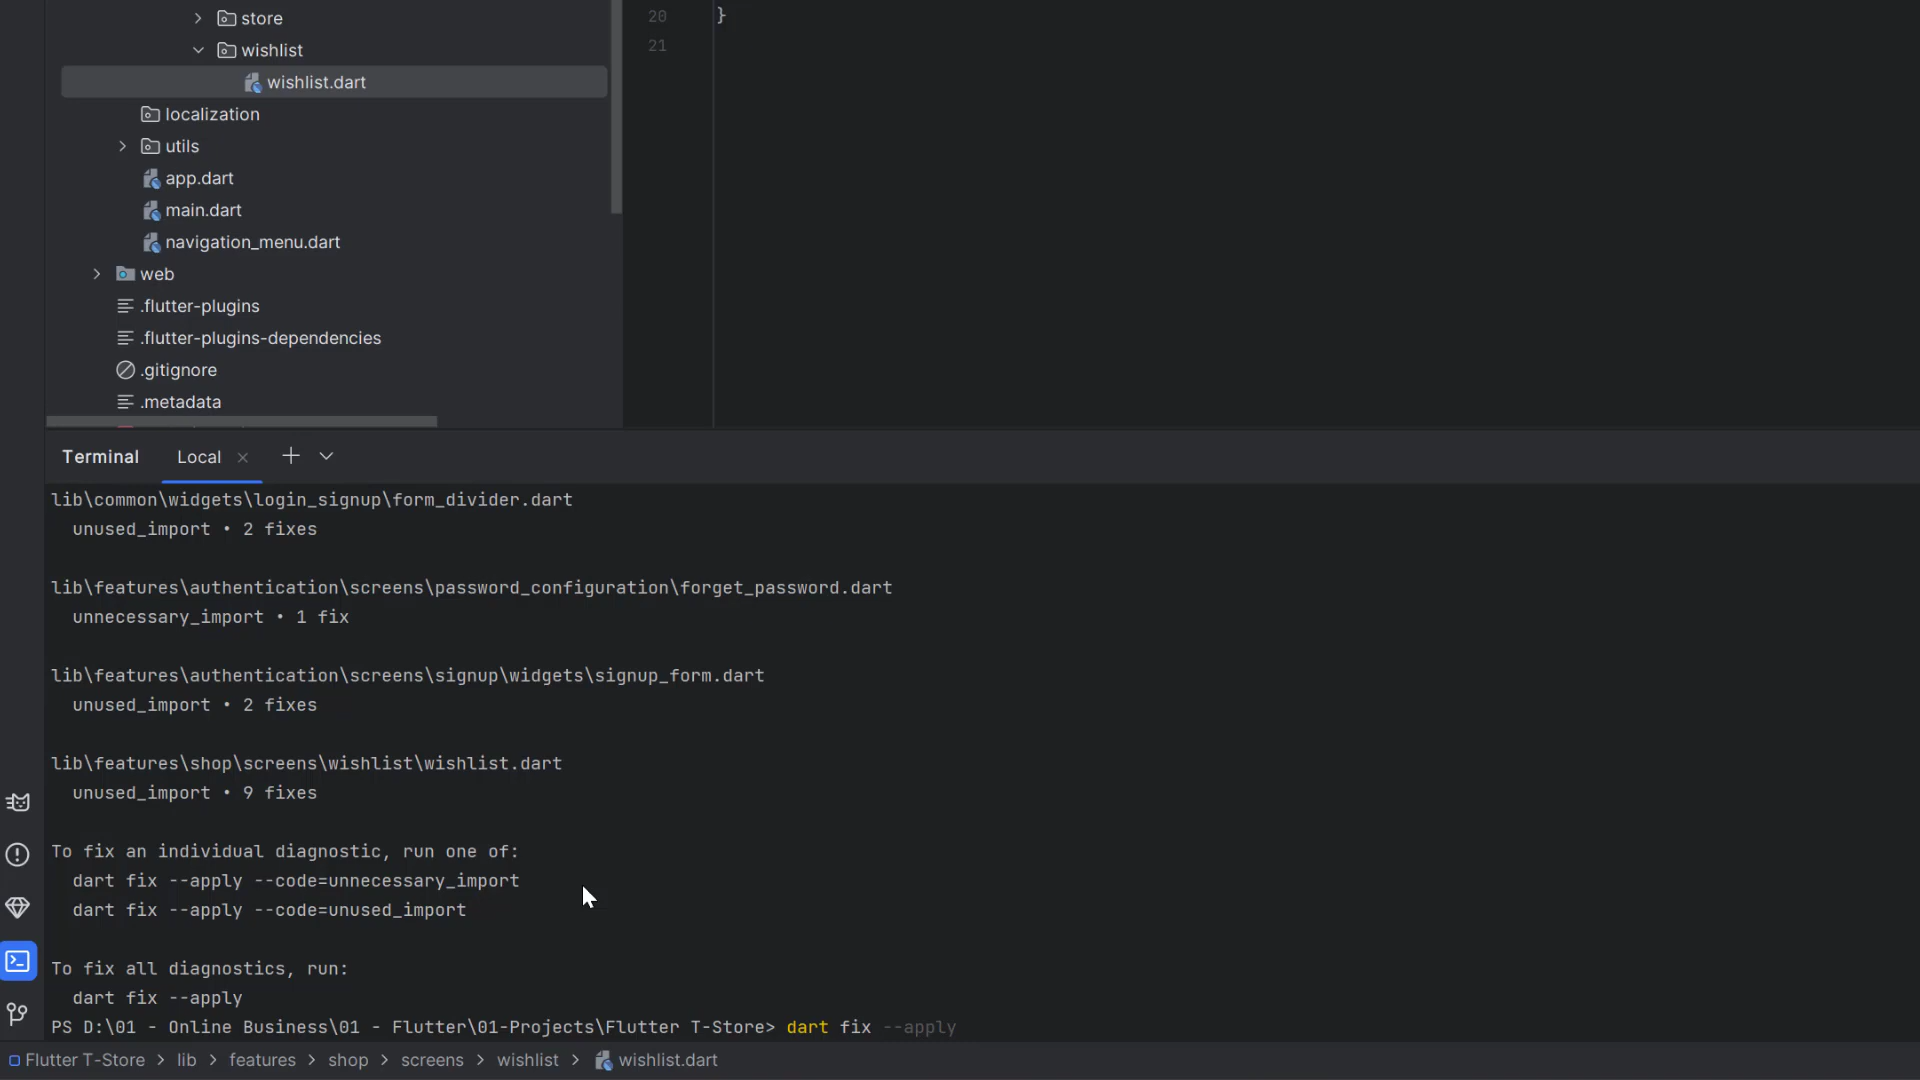 store
wishlist
wishlist.dart
localization
utils
app.dart
main.dart
navigation_menu.dart
web
.flutter-plugins
.flutter-plugins-dependencies
.gitignore
.metadata
20 }
21
Terminal Local
lib\common\widgets\login_signup\form_divider.dart
unused_import • 2 fixes
lib\features\authentication\screens\password_configuration\forget_password.dart
unnecessary_import • 1 fix
lib\features\authentication\screens\signup\widgets\signup_form.dart
unused_import • 2 fixes
lib\features\shop\screens\wishlist\wishlist.dart
unused_import • 9 fixes
To fix an individual diagnostic, run one of:
dart fix --apply --code=unnecessary_import
dart fix --apply --code=unused_import
To fix all diagnostics, run:
dart fix --apply
PS D:\01 - Online Business\01 - Flutter\01-Projects\Flutter T-Store> dart fix --apply
Flutter T-Store > lib > features > shop > screens > wishlist > wishlist.dart